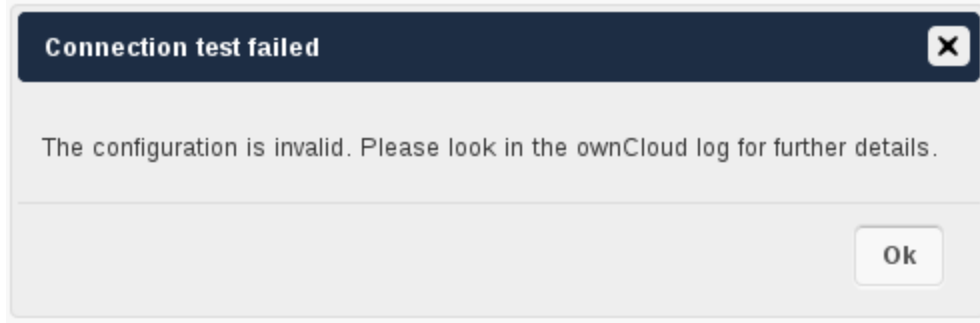 Connection test failed
The configuration is invalid. Please look in the ownCloud log for further details.
Ok